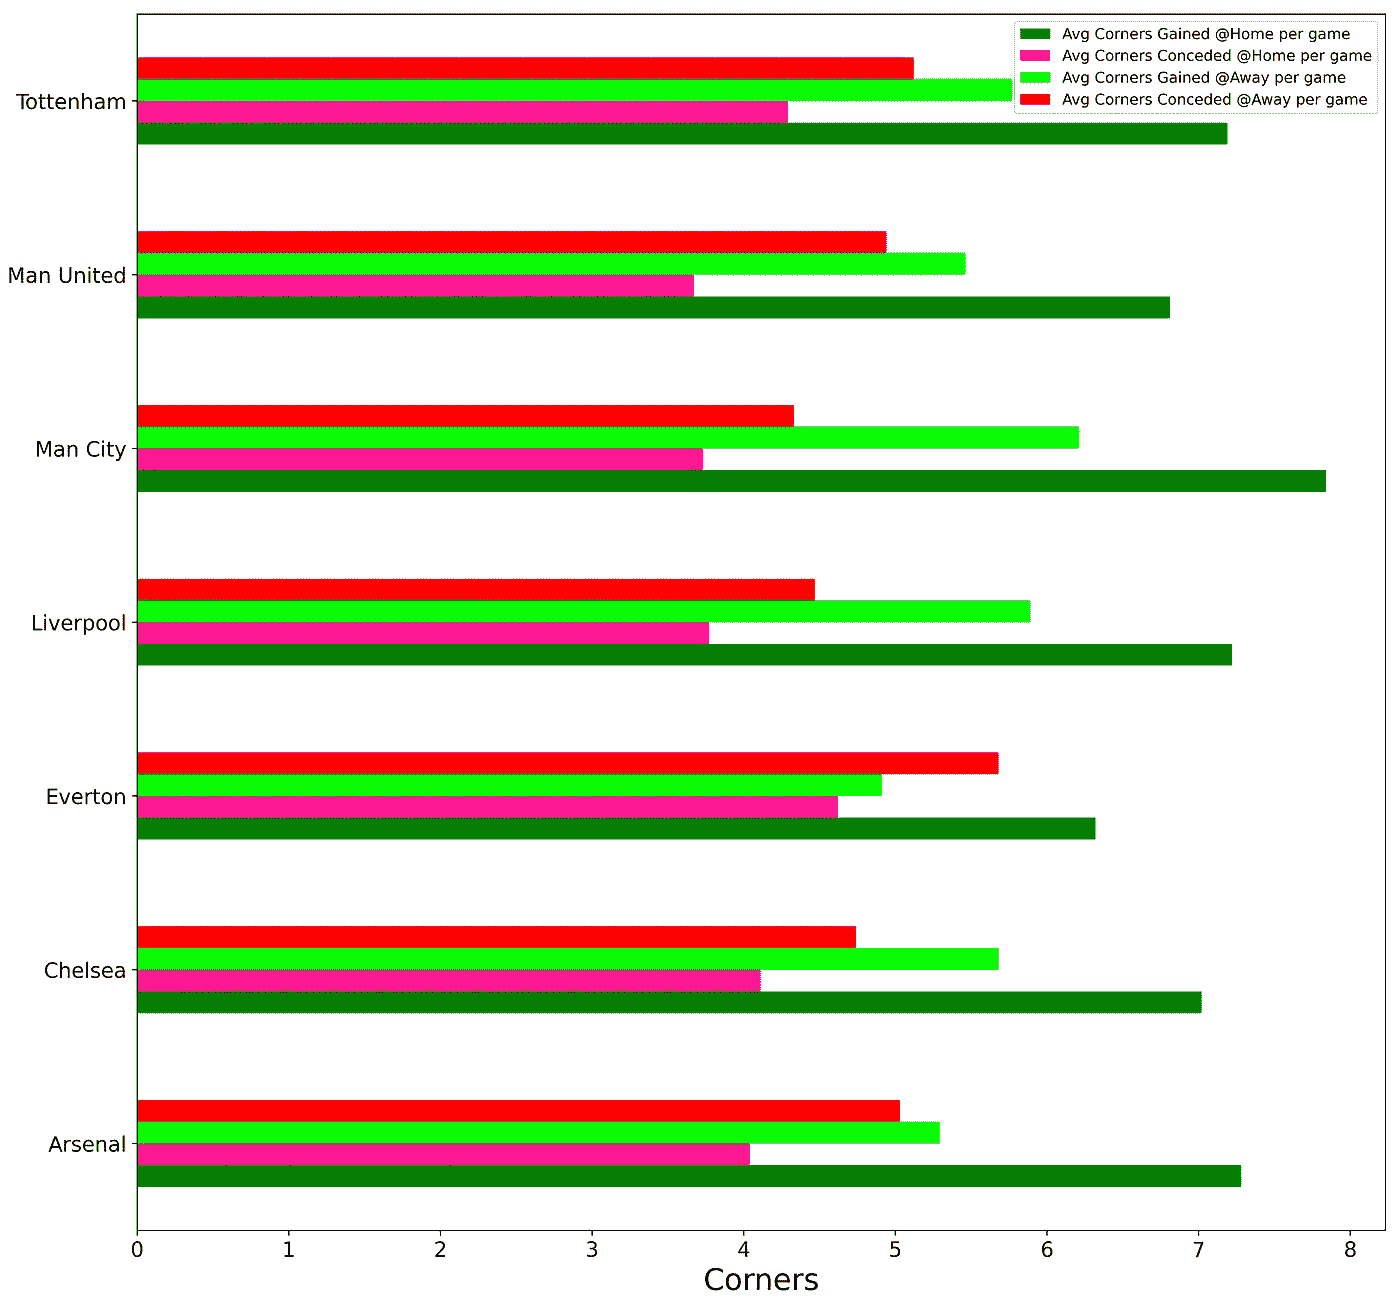 Avg Corners Gained @Home per game
Avg Corners Conceded @Home per game
Avg Corners Gained @Away per game
Avg Corners Conceded @Away per game
Tottenham
Man United
Man City
Liverpool
Everton
Chelsea
Arsenal
0 1 2 3 4 5 6 7 8
Corners